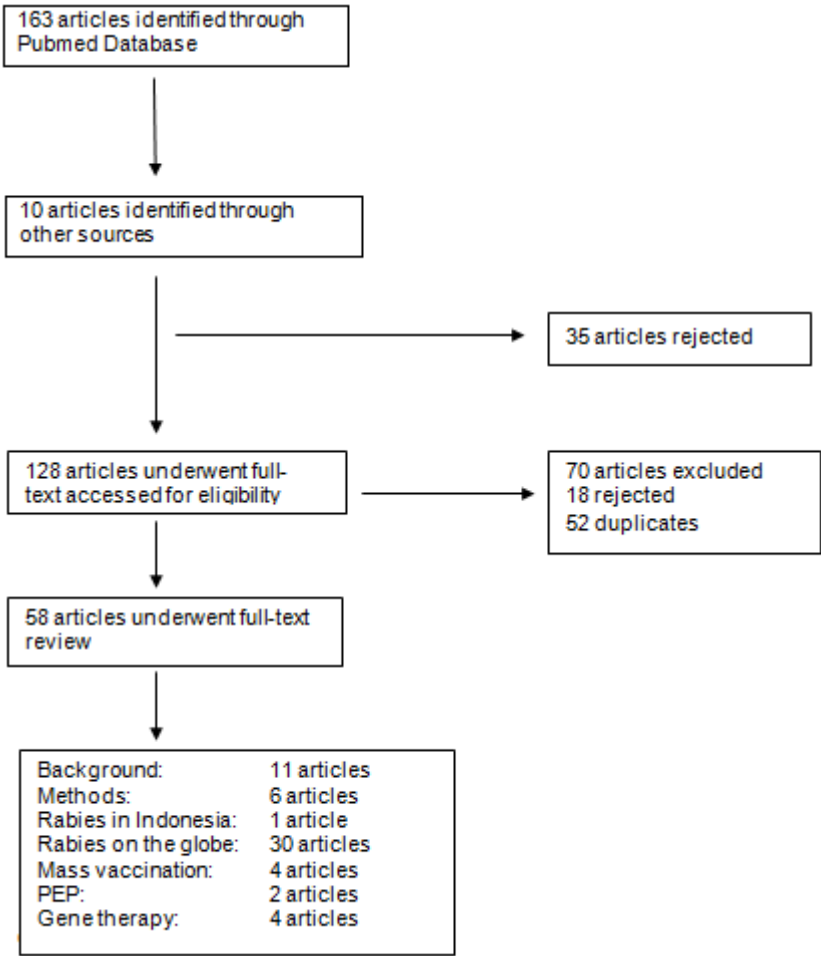 163 articles identified through
Pubmed Database
10 articles identified through
other sources
35 articles rejected
128 articles underwent full-
text accessed for eligibility
70 articles excluded
18 rejected
52 duplicates
58 articles underwent full-text
review
Background: 11 articles
Methods: 6 articles
Rabies in Indonesia: 1 article
Rabies on the globe: 30 articles
Mass vaccination: 4 articles
PEP: 2 articles
Gene therapy: 4 articles